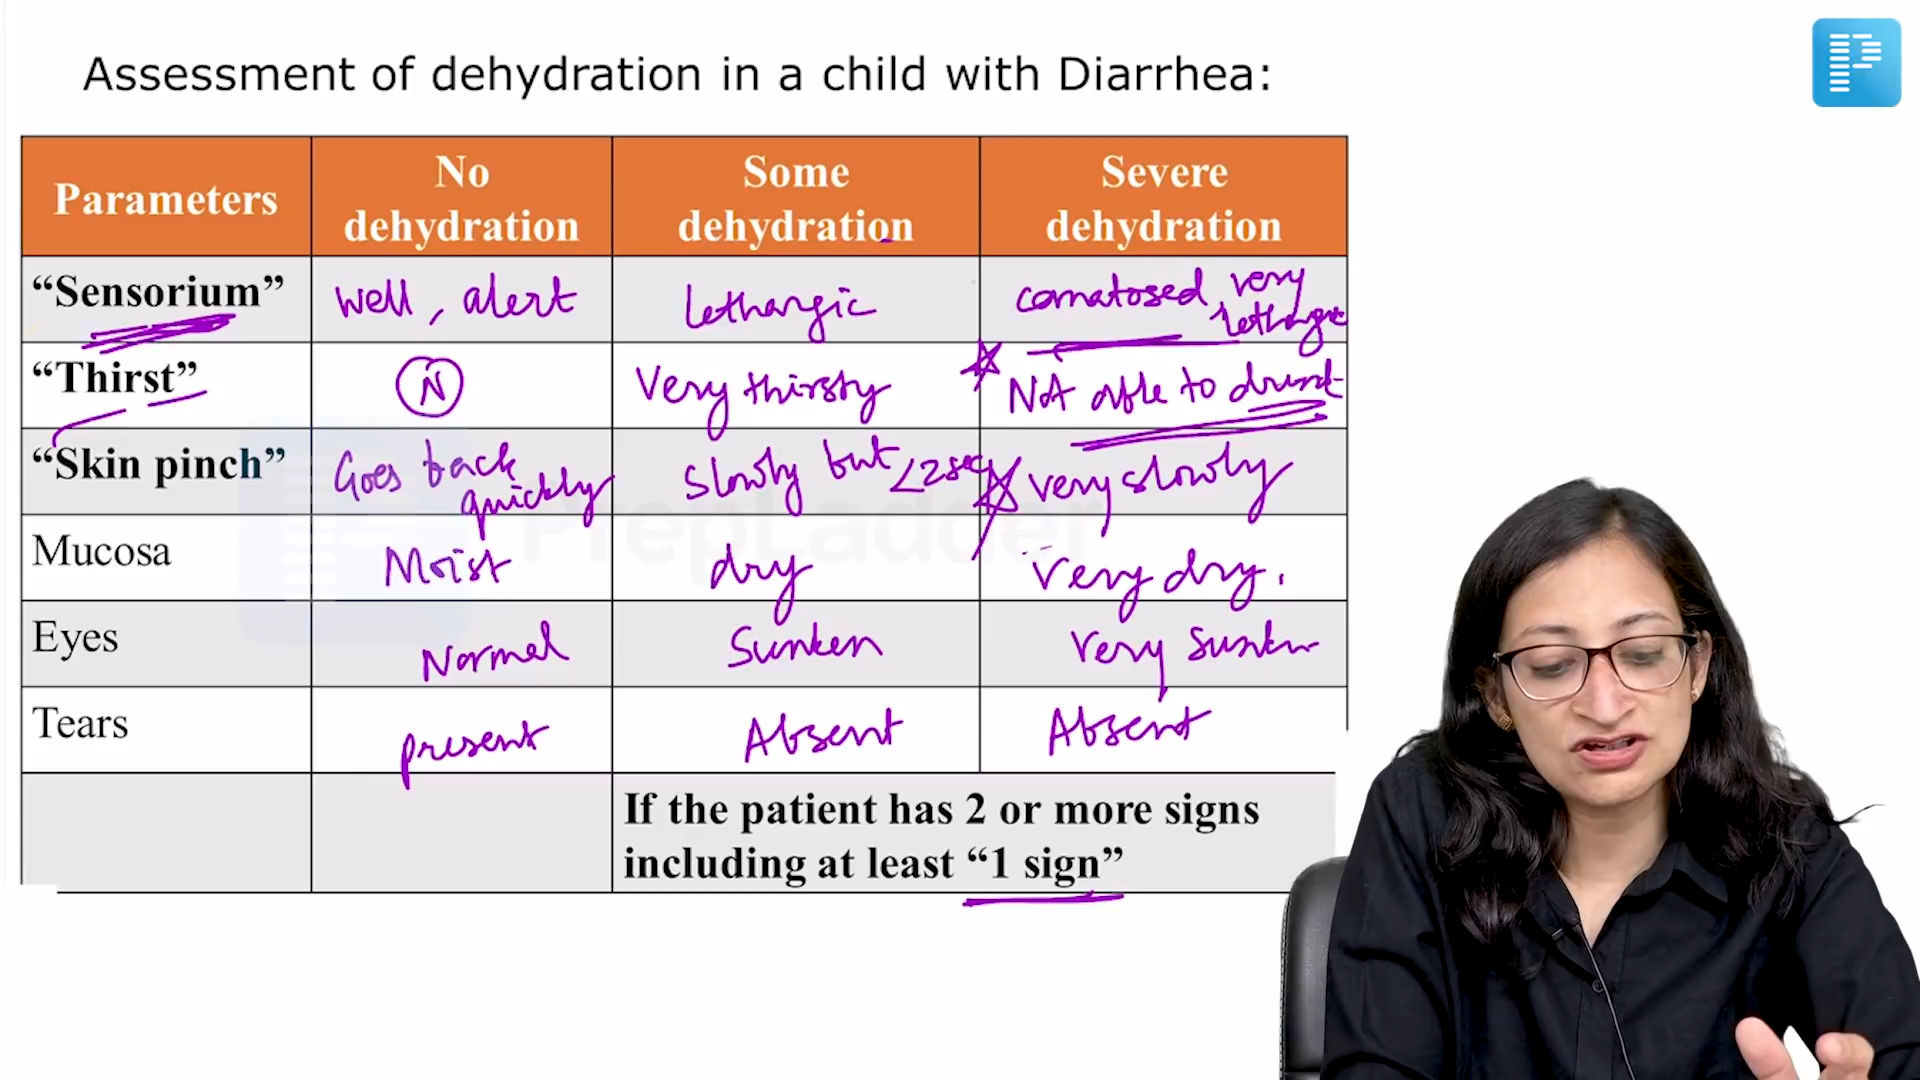 Assessment of dehydration in a child with Diarrhea:
Parameters
No dehydration
Some dehydration
Severe dehydration
“Sensorium”
well, alert
Lethargic
comatosed, very lethargic
“Thirst”
N
Very thirsty
Not able to drink
“Skin pinch”
Goes back quickly
slowly but <2sec
very slowly
Mucosa
Moist
dry
very dry.
Eyes
Normal
Sunken
very sunken
Tears
present
Absent
Absent
If the patient has 2 or more signs
including at least “1 sign”
PrepLadder